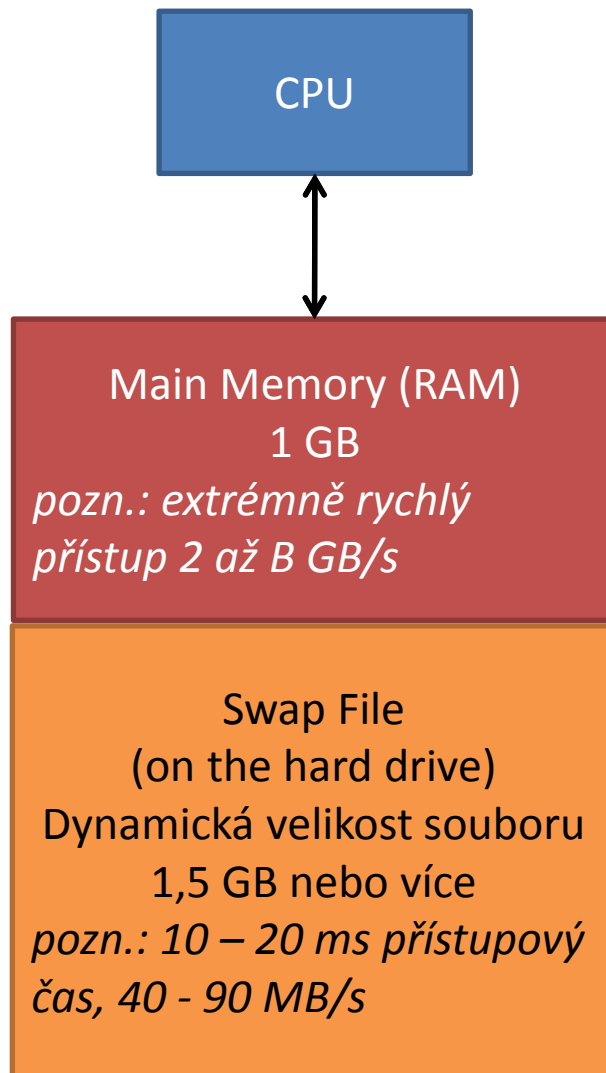 CPU
Main Memory (RAM)
1 GB
pozn.: extrémně rychlý
přístup 2 až B GB/s
Swap File
(on the hard drive)
Dynamická velikost souboru
1,5 GB nebo více
pozn.: 10 – 20 ms přístupový
čas, 40 - 90 MB/s